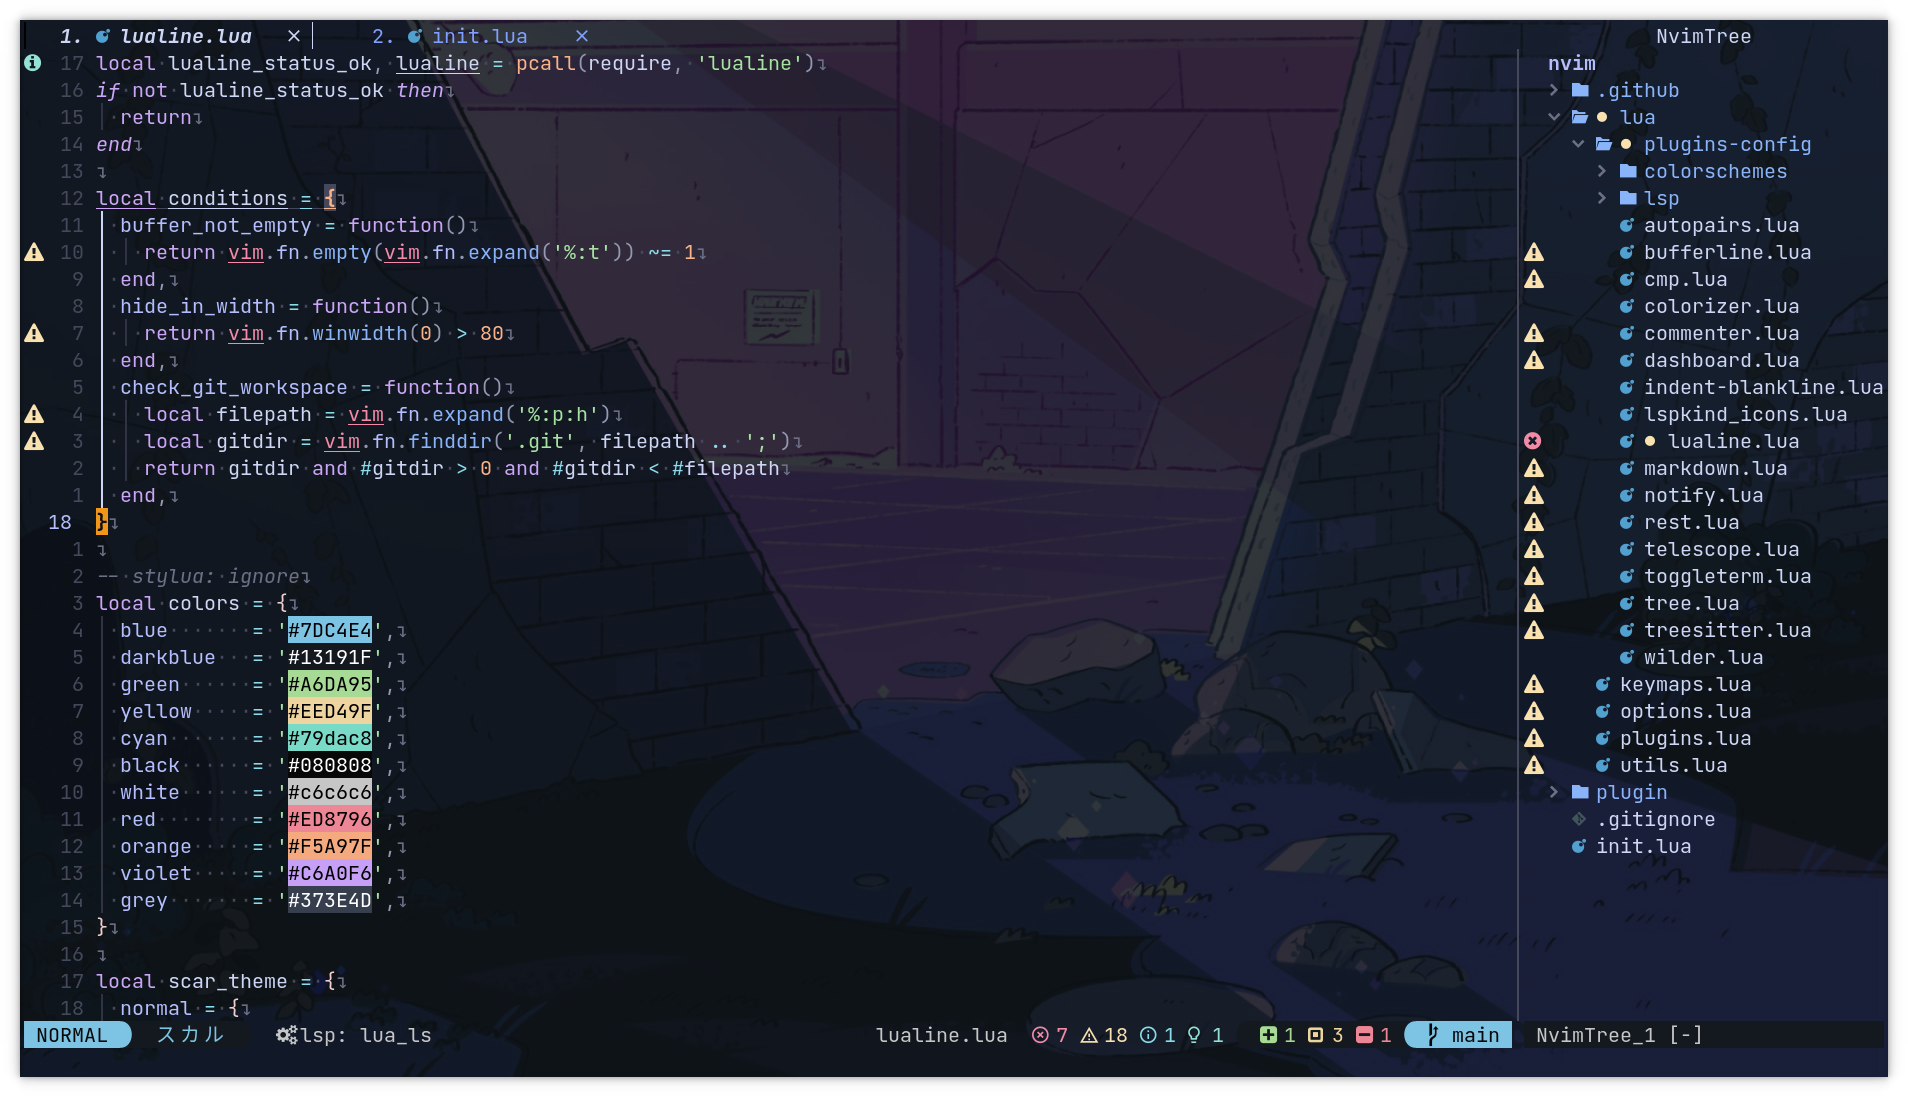 1. lualine.lua × 2. init.lua × NvimTree
17 local lualine_status_ok, lualine = pcall(require, 'lualine')
16 if not lualine_status_ok then
15 return
14 end
13
12 local conditions = {
11 buffer_not_empty = function()
10 return vim.fn.empty(vim.fn.expand('%:t')) ~= 1
9 end,
8 hide_in_width = function()
7 return vim.fn.winwidth(0) > 80
6 end,
5 check_git_workspace = function()
4 local filepath = vim.fn.expand('%:p:h')
3 local gitdir = vim.fn.finddir('.git', filepath .. ';')
2 return gitdir and #gitdir > 0 and #gitdir < #filepath
1 end,
18 }
1
2 -- stylua: ignore
3 local colors = {
4 blue = '#7DC4E4',
5 darkblue = '#13191F',
6 green = '#A6DA95',
7 yellow = '#EED49F',
8 cyan = '#79dac8',
9 black = '#080808',
10 white = '#c6c6c6',
11 red = '#ED8796',
12 orange = '#F5A97F',
13 violet = '#C6A0F6',
14 grey = '#373E4D',
15 }
16
17 local scar_theme = {
18 normal = {
nvim
.github
lua
plugins-config
colorschemes
lsp
autopairs.lua
bufferline.lua
cmp.lua
colorizer.lua
commenter.lua
dashboard.lua
indent-blankline.lua
lspkind_icons.lua
lualine.lua
markdown.lua
notify.lua
rest.lua
telescope.lua
toggleterm.lua
tree.lua
treesitter.lua
wilder.lua
keymaps.lua
options.lua
plugins.lua
utils.lua
plugin
.gitignore
init.lua
NORMAL スカル lsp: lua_ls lualine.lua 7 18 1 1 1 3 1 main NvimTree_1 [-]